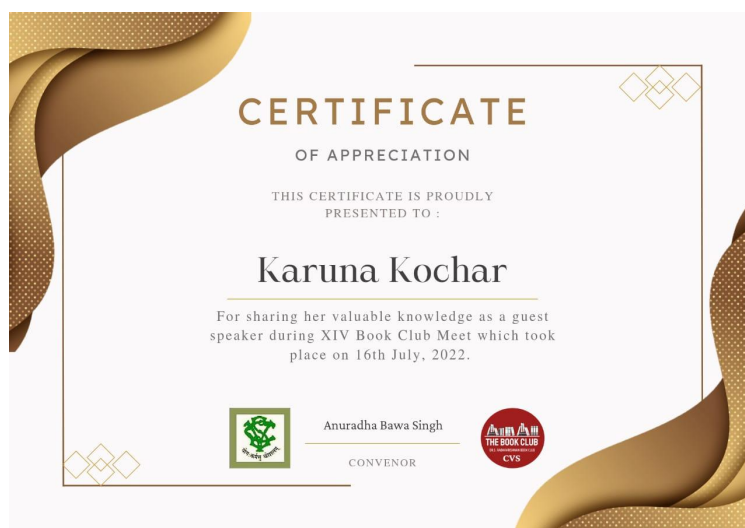 CERTIFICATE
OF APPRECIATION
THIS CERTIFICATE IS PROUDLY
PRESENTED TO :
Karuna Kochar
For sharing her valuable knowledge as a guest
speaker during XIV Book Club Meet which took
place on 16th July, 2022.
Anuradha Bawa Singh
CONVENOR
THE BOOK CLUB
CVS